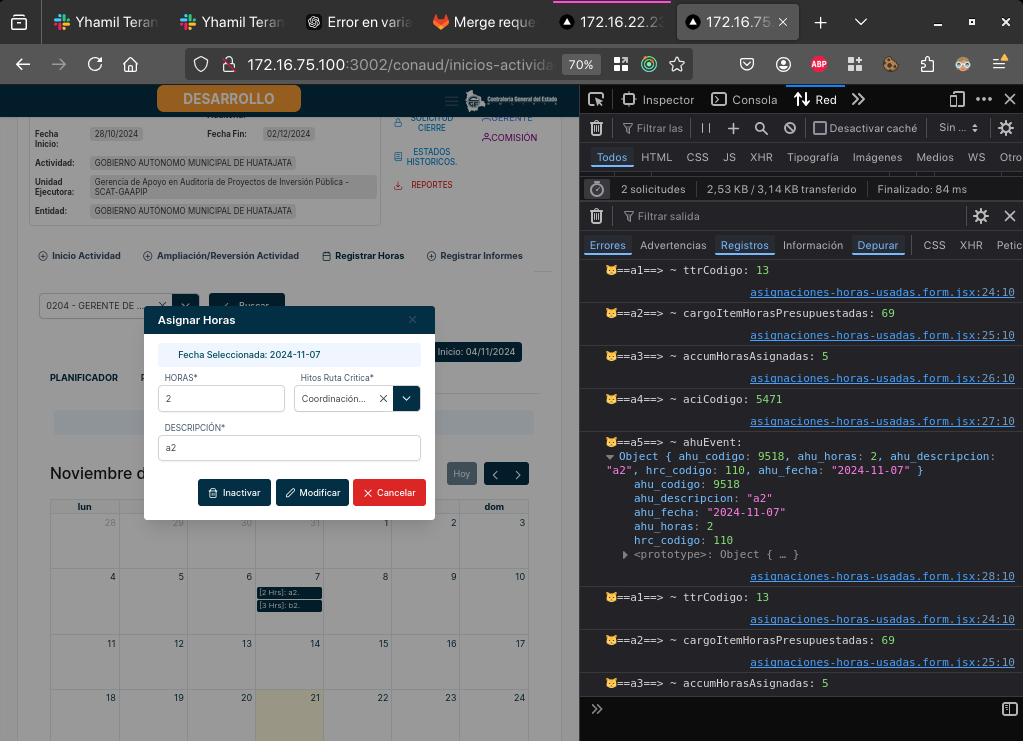 Yhamil Teran
Yhamil Teran
Error en varia
Merge reque
172.16.22.23
172.16.75.
172.16.75.100:3002/conaud/inicios-activida
70%
ABP
DESARROLLO
Contraloría General del Estado
Fecha Inicio:
28/10/2024
Fecha Fin:
02/12/2024
Actividad:
GOBIERNO AUTONOMO MUNICIPAL DE HUATAJATA
Unidad Ejecutora:
Gerencia de Apoyo en Auditoría de Proyectos de Inversión Pública - SCAT-GAAPIP
Entidad:
GOBIERNO AUTÓNOMO MUNICIPAL DE HUATAJATA
SOLICITUD CIERRE
ESTADOS HISTORICOS.
REPORTES
GERENTE
COMISIÓN
Inicio Actividad
Ampliación/Reversión Actividad
Registrar Horas
Registrar Informes
0204 - GERENTE DE ...
Buscar
Inicio: 04/11/2024
PLANIFICADOR
Asignar Horas
Fecha Seleccionada: 2024-11-07
HORAS*
Hitos Ruta Critica*
2
Coordinación...
DESCRIPCIÓN*
a2
Inactivar
Modificar
Cancelar
Noviembre d
Hoy
lun
dom
28 29 30 31 1 2 3
4 5 6 7 8 9 10
[2 Hrs]: a2.
[3 Hrs]: b2.
11 12 13 14 15 16 17
18 19 20 21 22 23 24
Inspector
Consola
Red
Filtrar las
Desactivar caché
Sin ...
Todos HTML CSS JS XHR Tipografía Imágenes Medios WS Otro
2 solicitudes
2,53 KB / 3,14 KB transferido
Finalizado: 84 ms
Filtrar salida
Errores Advertencias Registros Información Depurar CSS XHR Petic
🐱==a1==> ~ ttrCodigo: 13
asignaciones-horas-usadas.form.jsx:24:10
🐱==a2==> ~ cargoItemHorasPresupuestadas: 69
asignaciones-horas-usadas.form.jsx:25:10
🐱==a3==> ~ accumHorasAsignadas: 5
asignaciones-horas-usadas.form.jsx:26:10
🐱==a4==> ~ aciCodigo: 5471
asignaciones-horas-usadas.form.jsx:27:10
🐱==a5==> ~ ahuEvent:
Object { ahu_codigo: 9518, ahu_horas: 2, ahu_descripcion:
"a2", hrc_codigo: 110, ahu_fecha: "2024-11-07" }
ahu_codigo: 9518
ahu_descripcion: "a2"
ahu_fecha: "2024-11-07"
ahu_horas: 2
hrc_codigo: 110
<prototype>: Object { … }
asignaciones-horas-usadas.form.jsx:28:10
🐱==a1==> ~ ttrCodigo: 13
asignaciones-horas-usadas.form.jsx:24:10
🐱==a2==> ~ cargoItemHorasPresupuestadas: 69
asignaciones-horas-usadas.form.jsx:25:10
🐱==a3==> ~ accumHorasAsignadas: 5